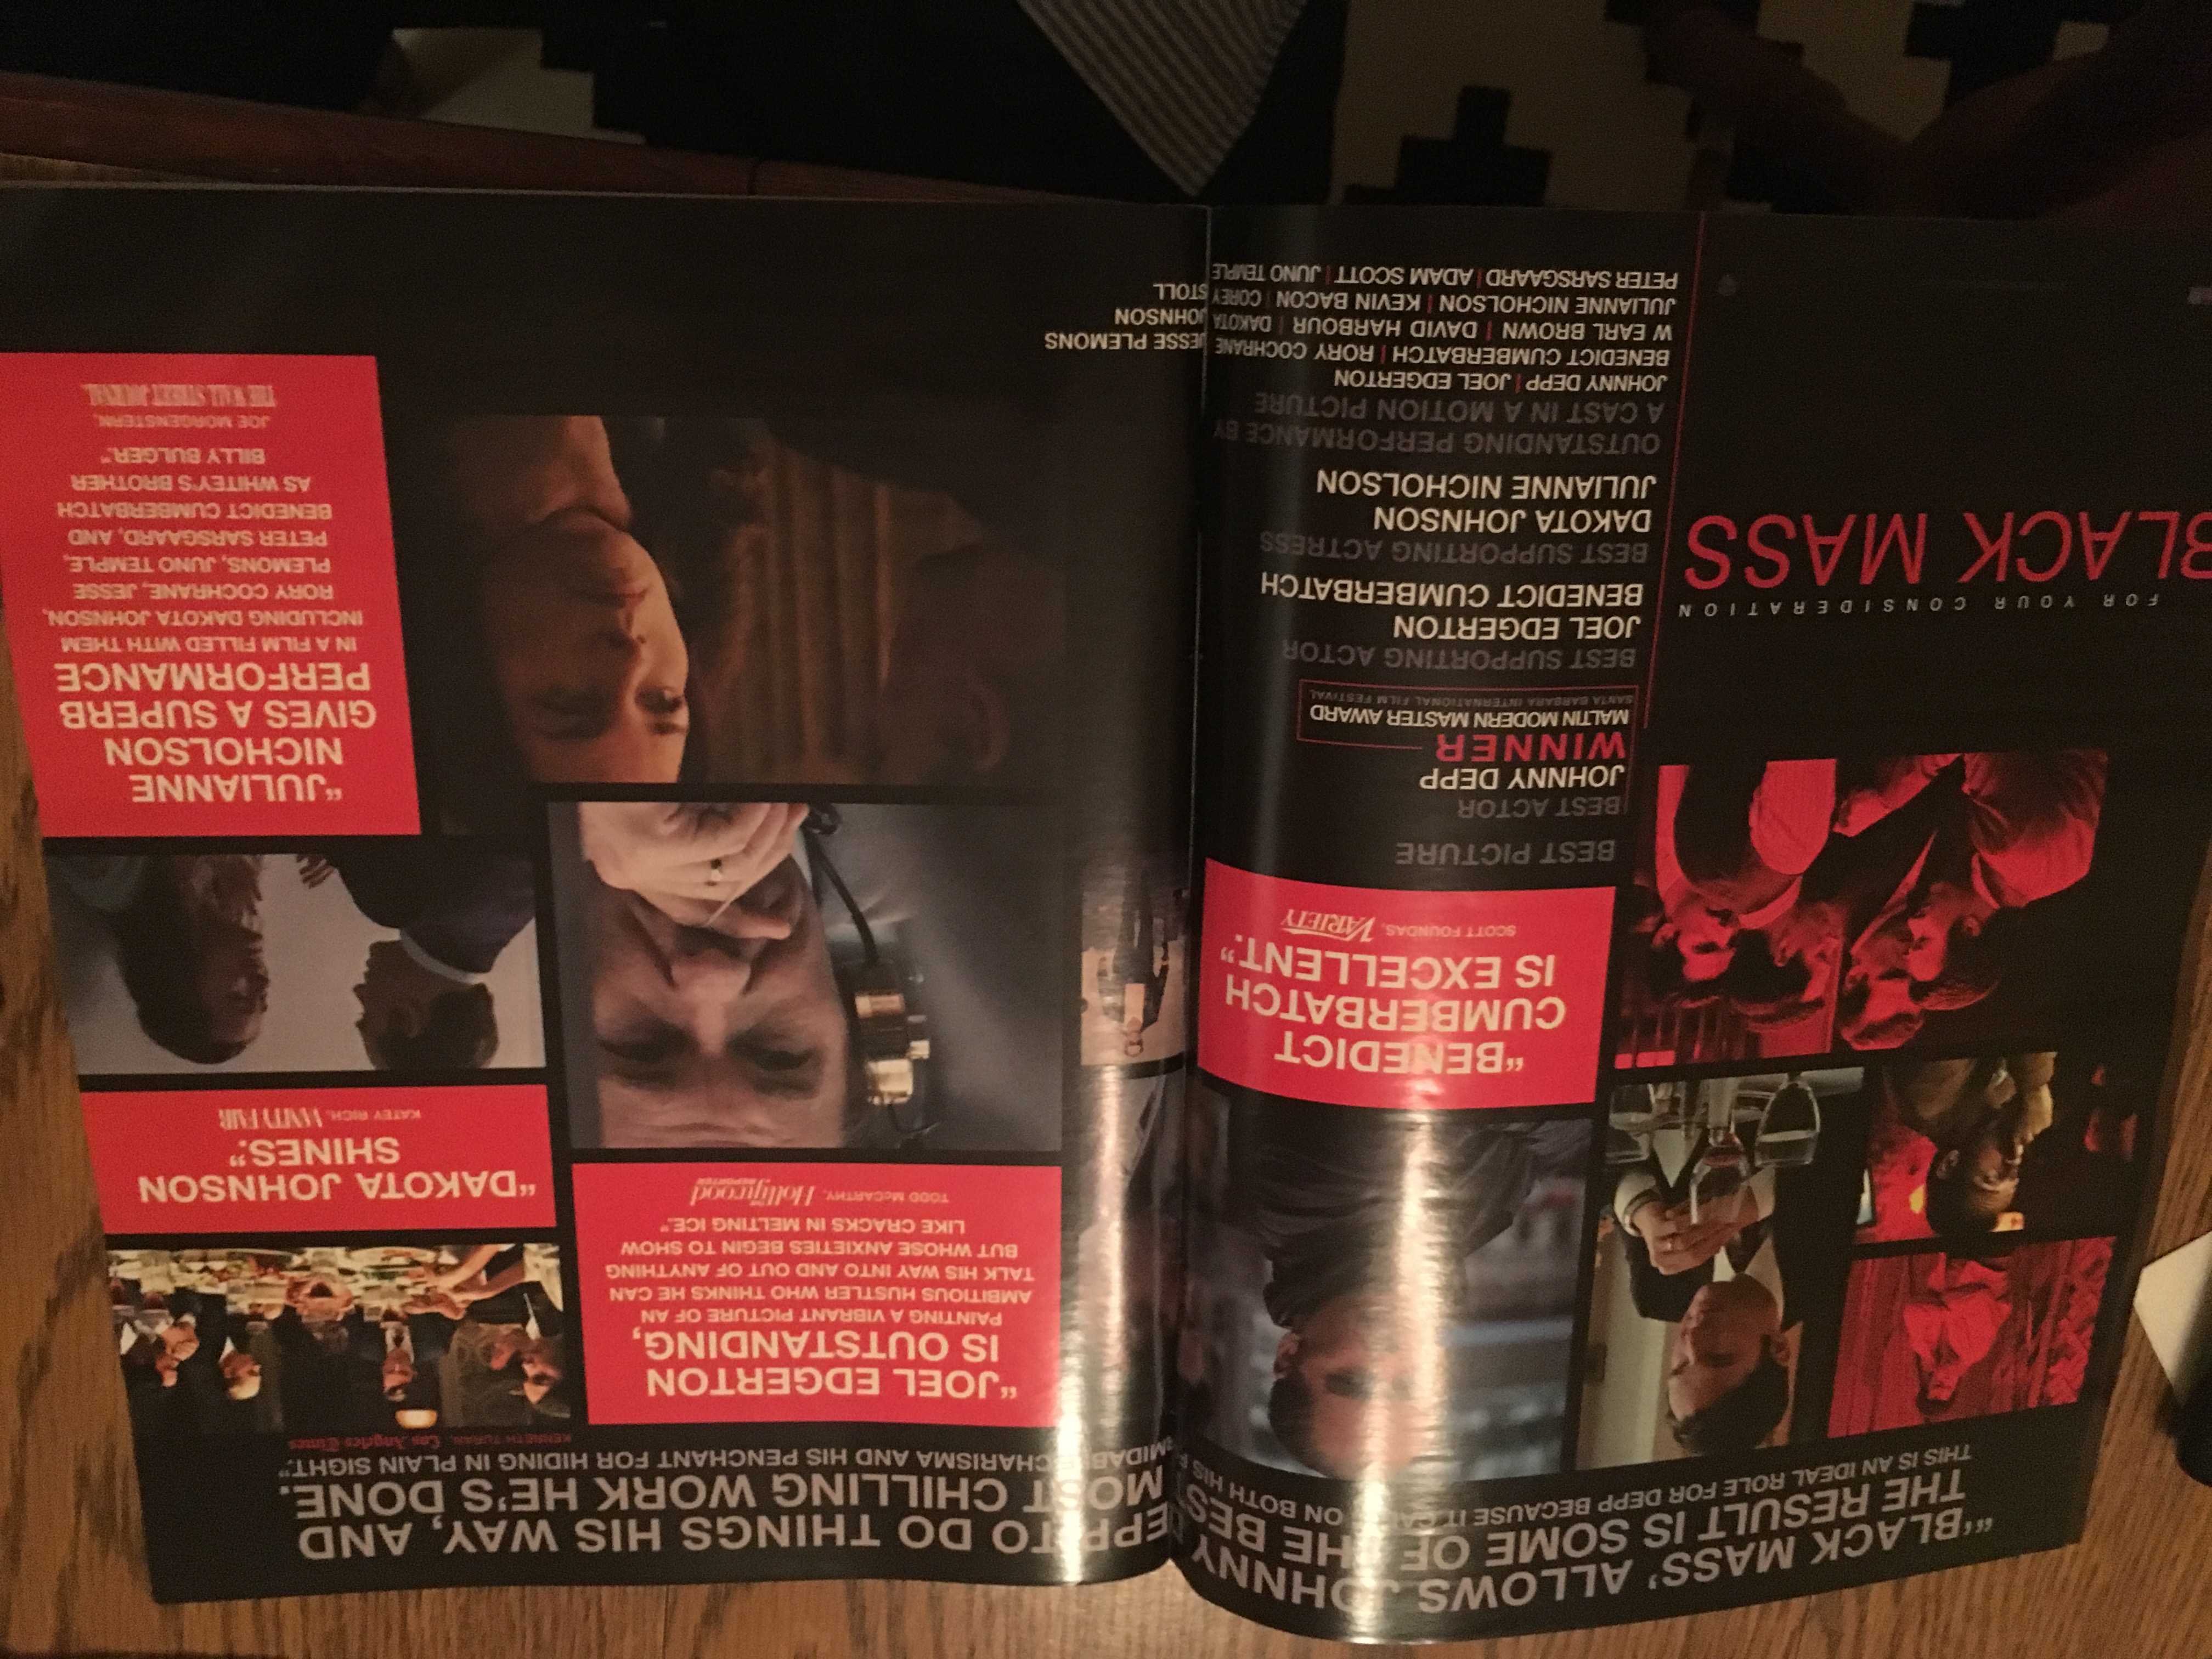 "'BLACK MASS' ALLOWS JOHNNY DEPP TO DO THINGS HIS WAY, AND
THE RESULT IS SOME OF THE BEST, MOST CHILLING WORK HE'S DONE.
THIS IS AN IDEAL ROLE FOR DEPP BECAUSE IT ON BOTH HIS CHARISMA AND HIS PENCHANT FOR HIDING IN PLAIN SIGHT."
KENNETH TURAN, Los Angeles Times
"BENEDICT
CUMBERBATCH
IS EXCELLENT."
SCOTT FOUNDAS, VARIETY
BEST PICTURE
BEST ACTOR
JOHNNY DEPP
WINNER
MALTIN MODERN MASTER AWARD
SANTA BARBARA INTERNATIONAL FILM FESTIVAL
BEST SUPPORTING ACTOR
JOEL EDGERTON
BENEDICT CUMBERBATCH
BEST SUPPORTING ACTRESS
DAKOTA JOHNSON
JULIANNE NICHOLSON
OUTSTANDING PERFORMANCE BY
A CAST IN A MOTION PICTURE
JOHNNY DEPP | JOEL EDGERTON
BENEDICT CUMBERBATCH | RORY COCHRANE JESSE PLEMONS
W EARL BROWN | DAVID HARBOUR | DAKOTA JOHNSON
JULIANNE NICHOLSON | KEVIN BACON | COREY STOLL
PETER SARSGAARD | ADAM SCOTT | JUNO TEMPLE
FOR YOUR CONSIDERATION
BLACK MASS
"JOEL EDGERTON
IS OUTSTANDING,
PAINTING A VIBRANT PICTURE OF AN
AMBITIOUS HUSTLER WHO THINKS HE CAN
TALK HIS WAY INTO AND OUT OF ANYTHING
BUT WHOSE ANXIETIES BEGIN TO SHOW
LIKE CRACKS IN MELTING ICE."
TODD McCARTHY, THE Hollywood REPORTER
"DAKOTA JOHNSON
SHINES."
KATEY RICH, VANITY FAIR
"JULIANNE
NICHOLSON
GIVES A SUPERB
PERFORMANCE
IN A FILM FILLED WITH THEM
INCLUDING DAKOTA JOHNSON,
RORY COCHRANE, JESSE
PLEMONS, JUNO TEMPLE,
PETER SARSGAARD, AND
BENEDICT CUMBERBATCH
AS WHITEY'S BROTHER
BILLY BULGER."
JOE MORGENSTERN,
THE WALL STREET JOURNAL